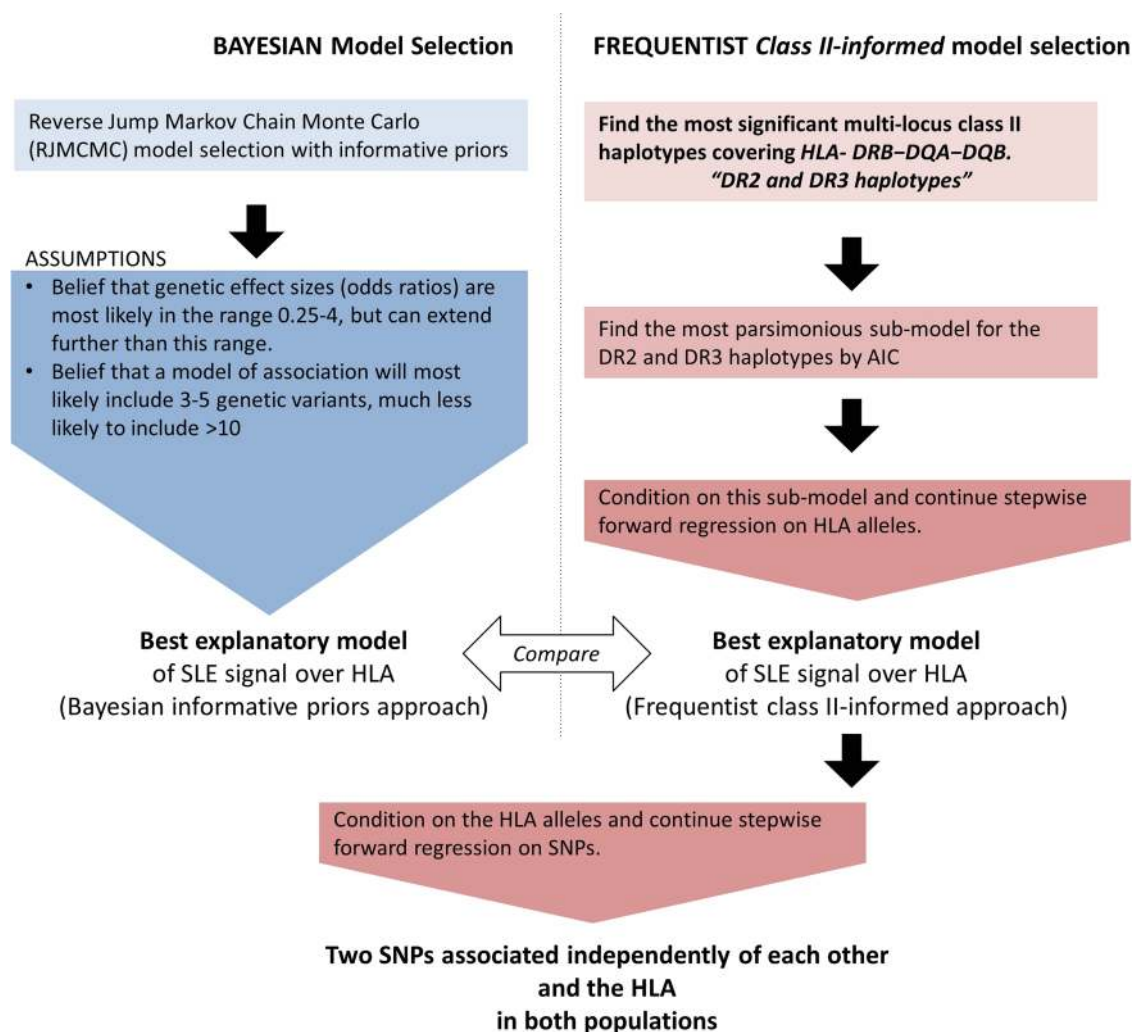 BAYESIAN Model Selection
Reverse Jump Markov Chain Monte Carlo
(RJMCMC) model selection with informative priors
ASSUMPTIONS
• Belief that genetic effect sizes (odds ratios) are
most likely in the range 0.25-4, but can extend
further than this range.
• Belief that a model of association will most
likely include 3-5 genetic variants, much less
likely to include >10
Best explanatory model
of SLE signal over HLA
(Bayesian informative priors approach)
Compare
FREQUENTIST Class II-informed model selection
Find the most significant multi-locus class II
haplotypes covering HLA- DRB–DQA–DQB.
“DR2 and DR3 haplotypes”
Find the most parsimonious sub-model for the
DR2 and DR3 haplotypes by AIC
Condition on this sub-model and continue stepwise
forward regression on HLA alleles.
Best explanatory model
of SLE signal over HLA
(Frequentist class II-informed approach)
Condition on the HLA alleles and continue stepwise
forward regression on SNPs.
Two SNPs associated independently of each other
and the HLA
in both populations